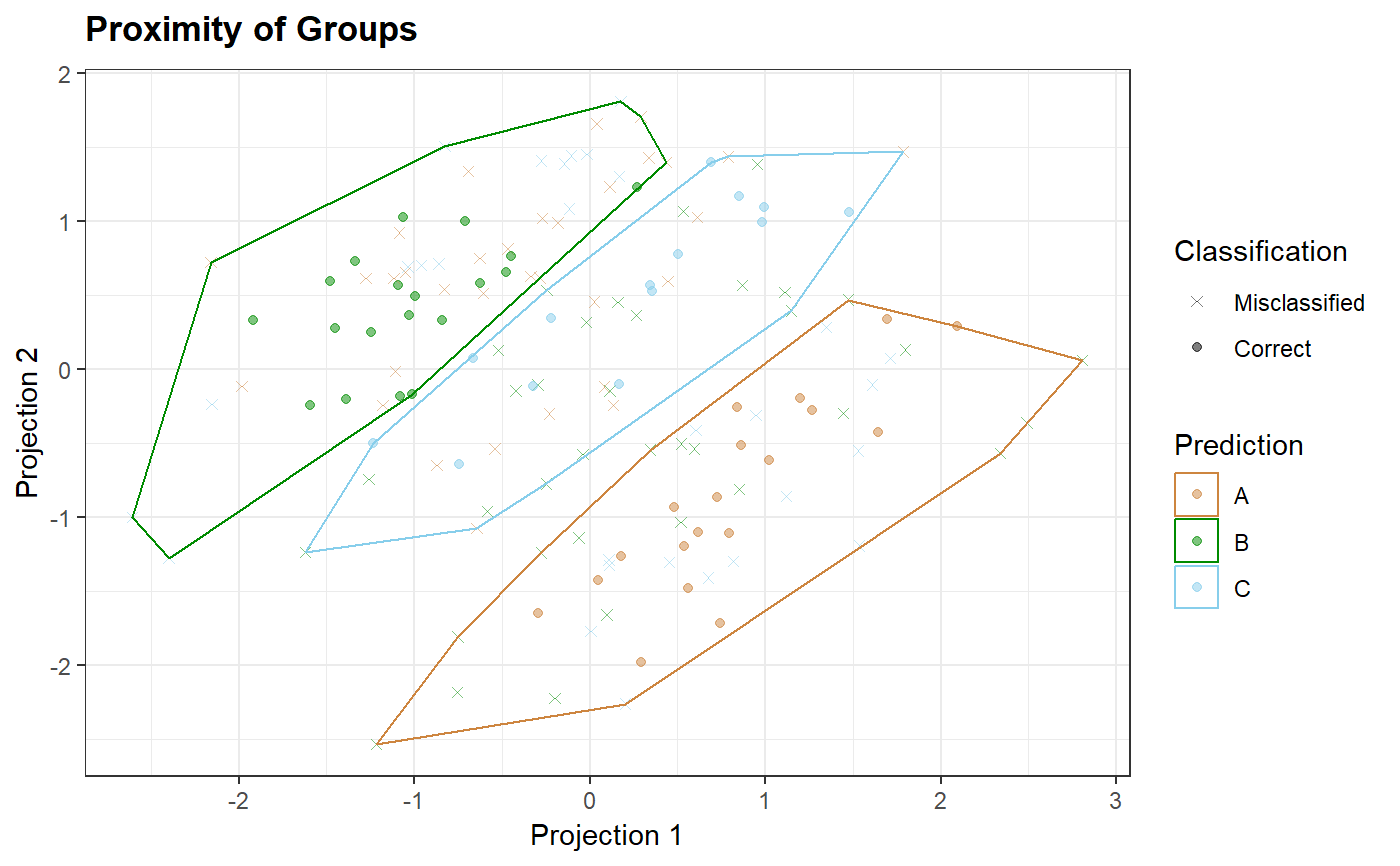 Proximity of Groups
2
1
0
-1
-2
Projection 2
-2
-1
0
1
2
3
Projection 1
Classification
Misclassified
Correct
Prediction
A
B
C